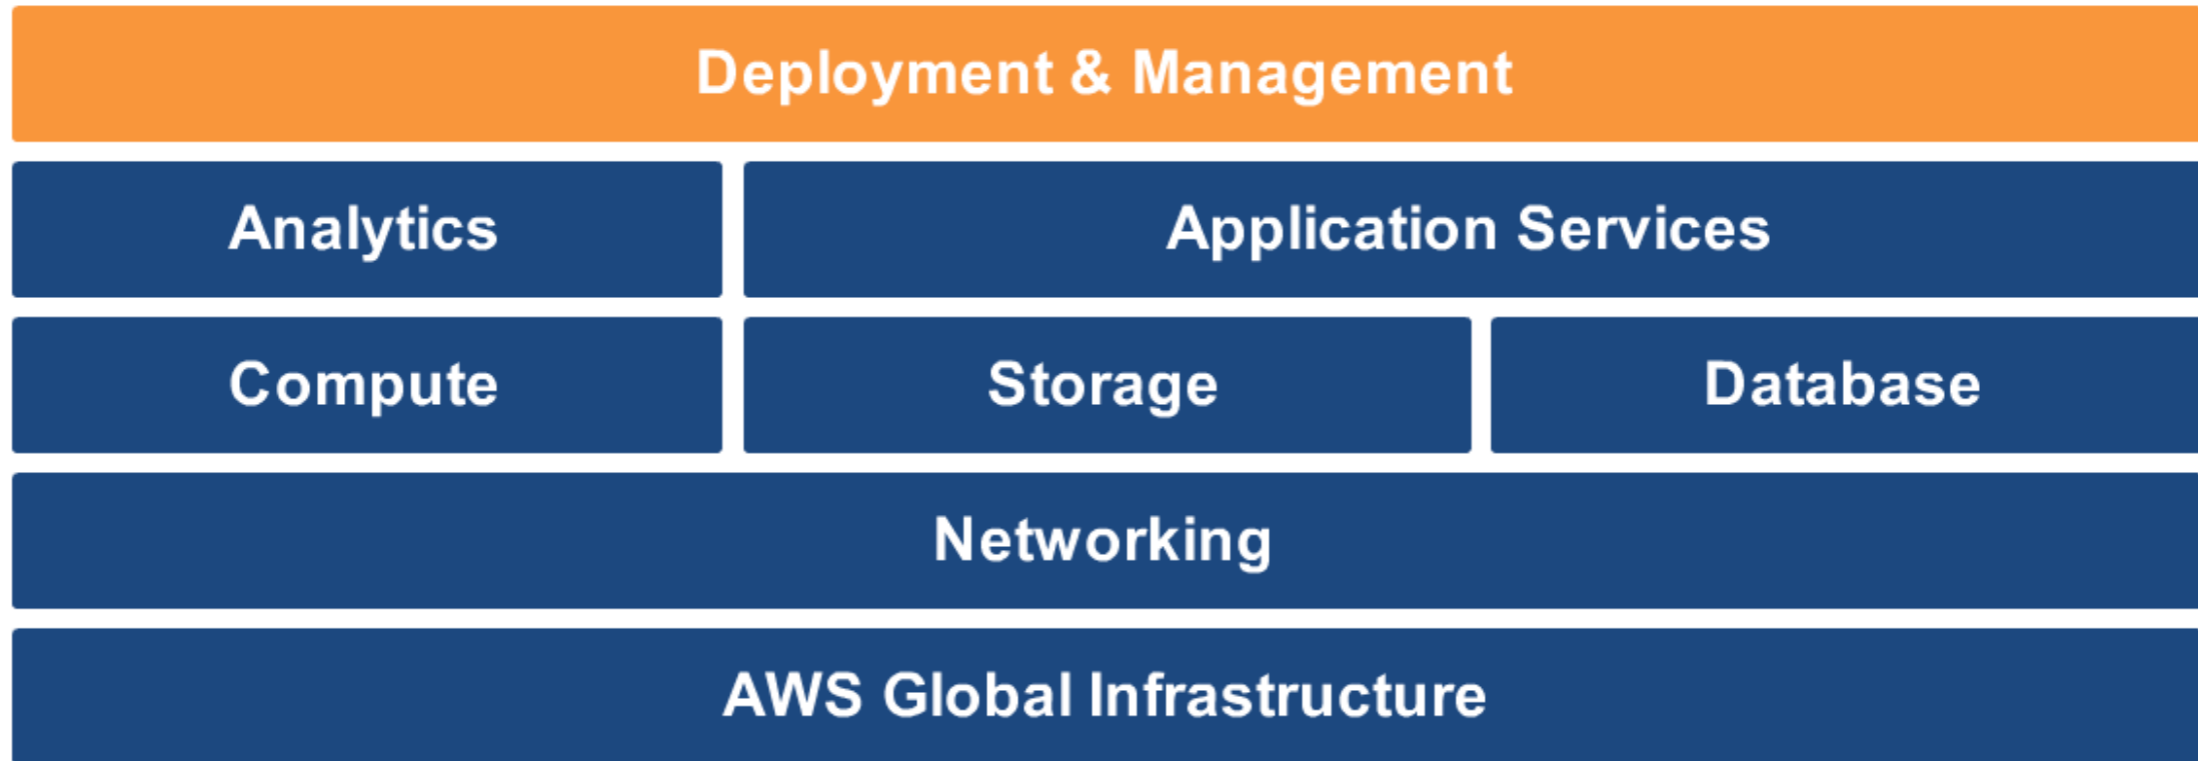 Deployment & Management
Analytics
Application Services
Compute
Storage
Database
Networking
AWS Global Infrastructure